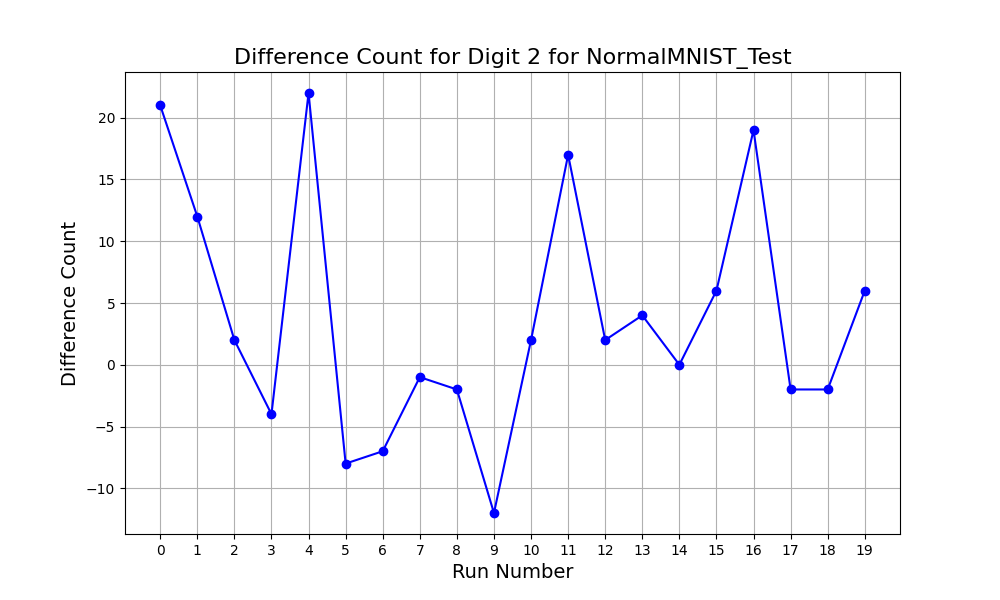 Difference Count for Digit 2 for NormalMNIST_Test
Difference Count
20
15
10
5
0
−5
−10
0 1 2 3 4 5 6 7 8 9 10 11 12 13 14 15 16 17 18 19
Run Number